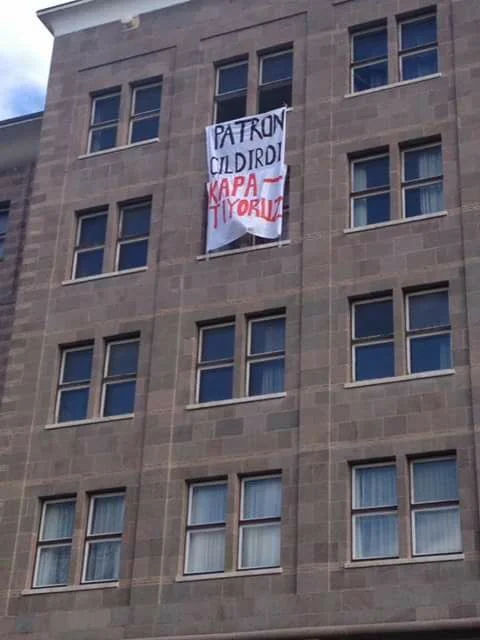 PATRON
ÇILDIRDI
KAPA-
TIYORUZ